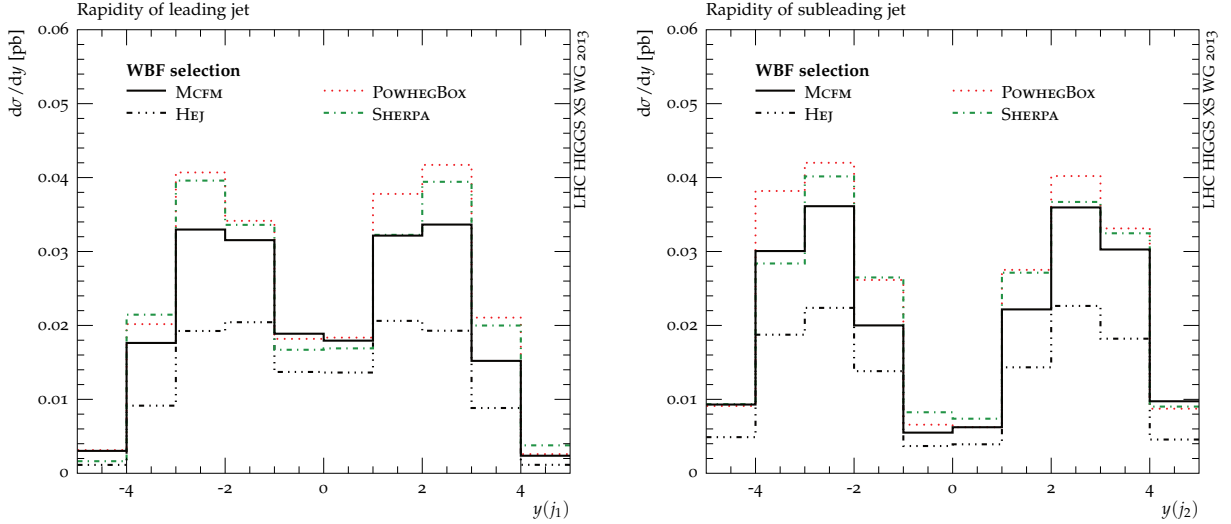 Rapidity of leading jet
dσ/dy [pb]
0.06
0.05
0.04
0.03
0.02
0.01
0
WBF selection
MCFM
HEJ
POWHEGBOX
SHERPA
LHC HIGGS XS WG 2013
-4 -2 0 2 4
y(j1)
Rapidity of subleading jet
dσ/dy [pb]
0.06
0.05
0.04
0.03
0.02
0.01
0
WBF selection
MCFM
HEJ
POWHEGBOX
SHERPA
LHC HIGGS XS WG 2013
-4 -2 0 2 4
y(j2)